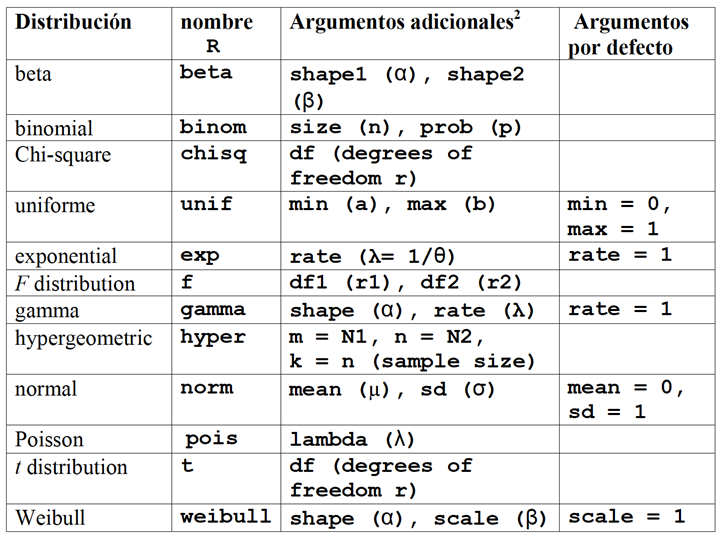 Distribución nombre R Argumentos adicionales² Argumentos por defecto
beta beta shape1 (α), shape2 (β)
binomial binom size (n), prob (p)
Chi-square chisq df (degrees of freedom r)
uniforme unif min (a), max (b) min = 0, max = 1
exponential exp rate (λ= 1/θ) rate = 1
F distribution f df1 (r1), df2 (r2)
gamma gamma shape (α), rate (λ) rate = 1
hypergeometric hyper m = N1, n = N2, k = n (sample size)
normal norm mean (μ), sd (σ) mean = 0, sd = 1
Poisson pois lambda (λ)
t distribution t df (degrees of freedom r)
Weibull weibull shape (α), scale (β) scale = 1